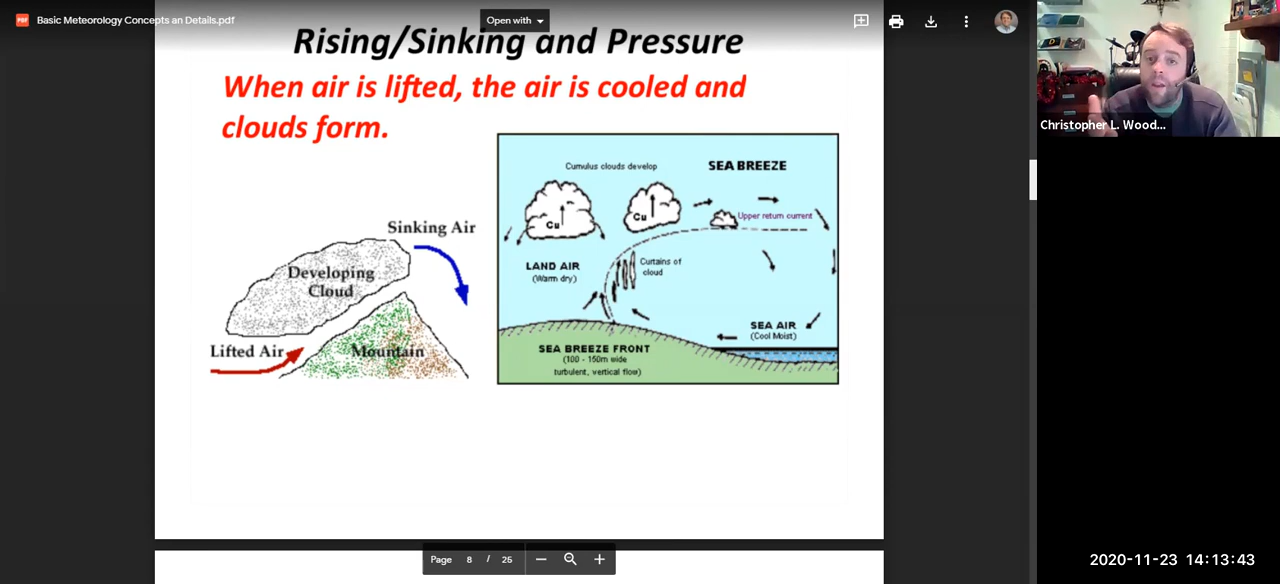 PDF
Basic Meteorology Concepts an Details.pdf
Open with
Rising/Sinking and Pressure
When air is lifted, the air is cooled and
clouds form.
Sinking Air
Developing
Cloud
Lifted Air
Mountain
Cumulus clouds develop
SEA BREEZE
Cu
Cu
Upper return current
LAND AIR
(Warm dry)
Curtains of
cloud
SEA AIR
(Cool Moist)
SEA BREEZE FRONT
(100 - 150m wide
turbulent, vertical flow)
Page 8 / 25
Christopher L. Wood...
2020-11-23 14:13:43